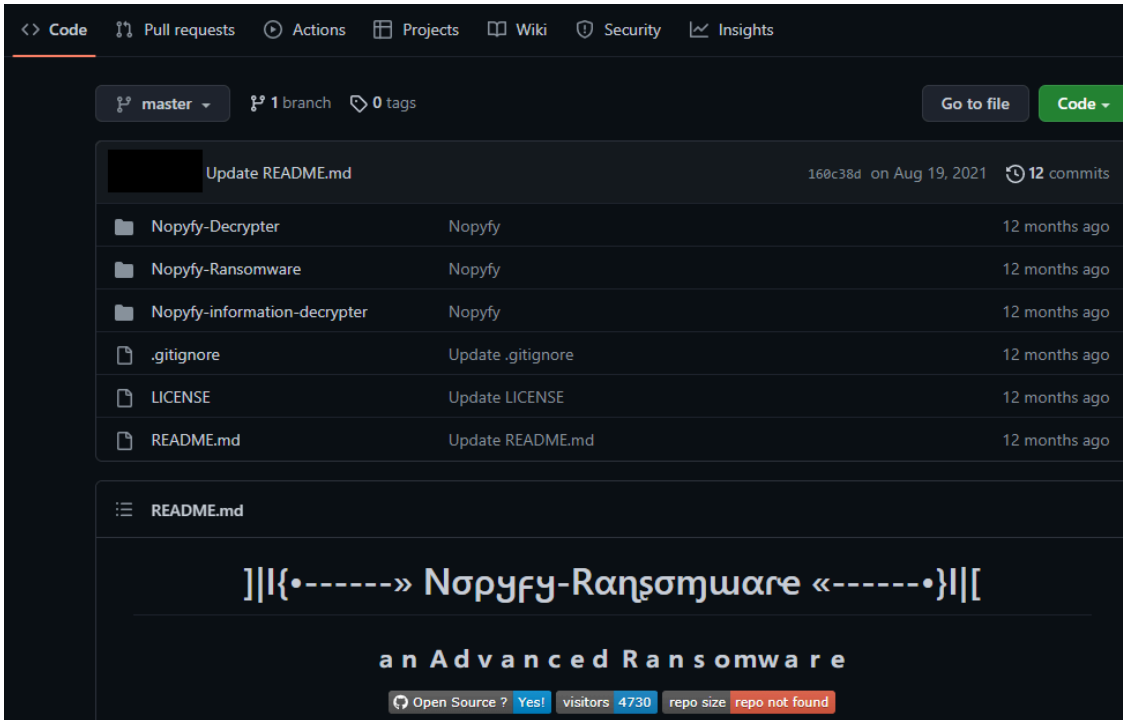 <> Code Pull requests Actions Projects Wiki Security Insights
master 1 branch 0 tags Go to file Code
Update README.md 160c38d on Aug 19, 2021 12 commits
Nopyfy-Decrypter Nopyfy 12 months ago
Nopyfy-Ransomware Nopyfy 12 months ago
Nopyfy-information-decrypter Nopyfy 12 months ago
.gitignore Update .gitignore 12 months ago
LICENSE Update LICENSE 12 months ago
README.md Update README.md 12 months ago
README.md
]|I{•------» Nσρყϝყ-Rαɳʂσɱɯαɾҽ «------•}I|[
a n A d v a n c e d R a n s o m w a r e
Open Source ? Yes! visitors 4730 repo size repo not found